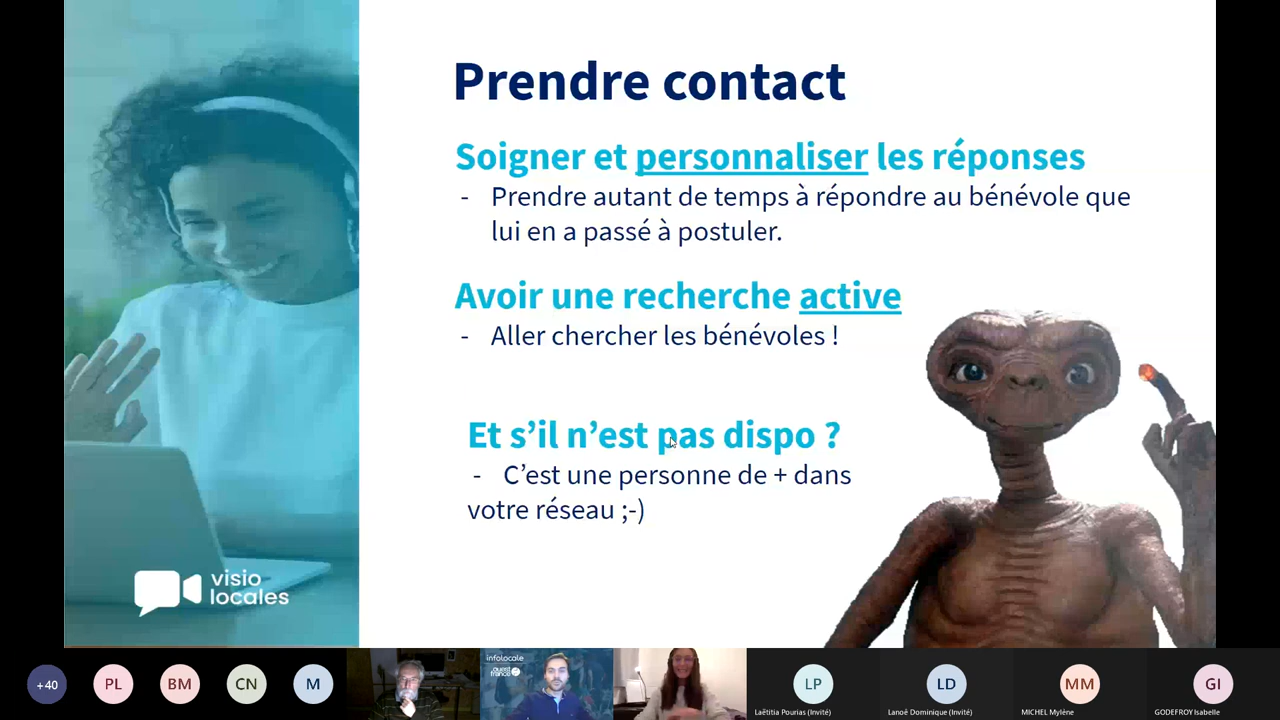 Prendre contact
Soigner et personnaliser les réponses
- Prendre autant de temps à répondre au bénévole que
lui en a passé à postuler.
Avoir une recherche active
- Aller chercher les bénévoles !
Et s’il n’est pas dispo ?
- C’est une personne de + dans
votre réseau ;-)
visio
locales
+40
PL
BM
CN
M
infolocale
ouest
france
LP
LD
MM
GI
Laëtitia Pourias (Invité)
Lanoë Dominique (Invité)
MICHEL Mylène
GODEFROY Isabelle